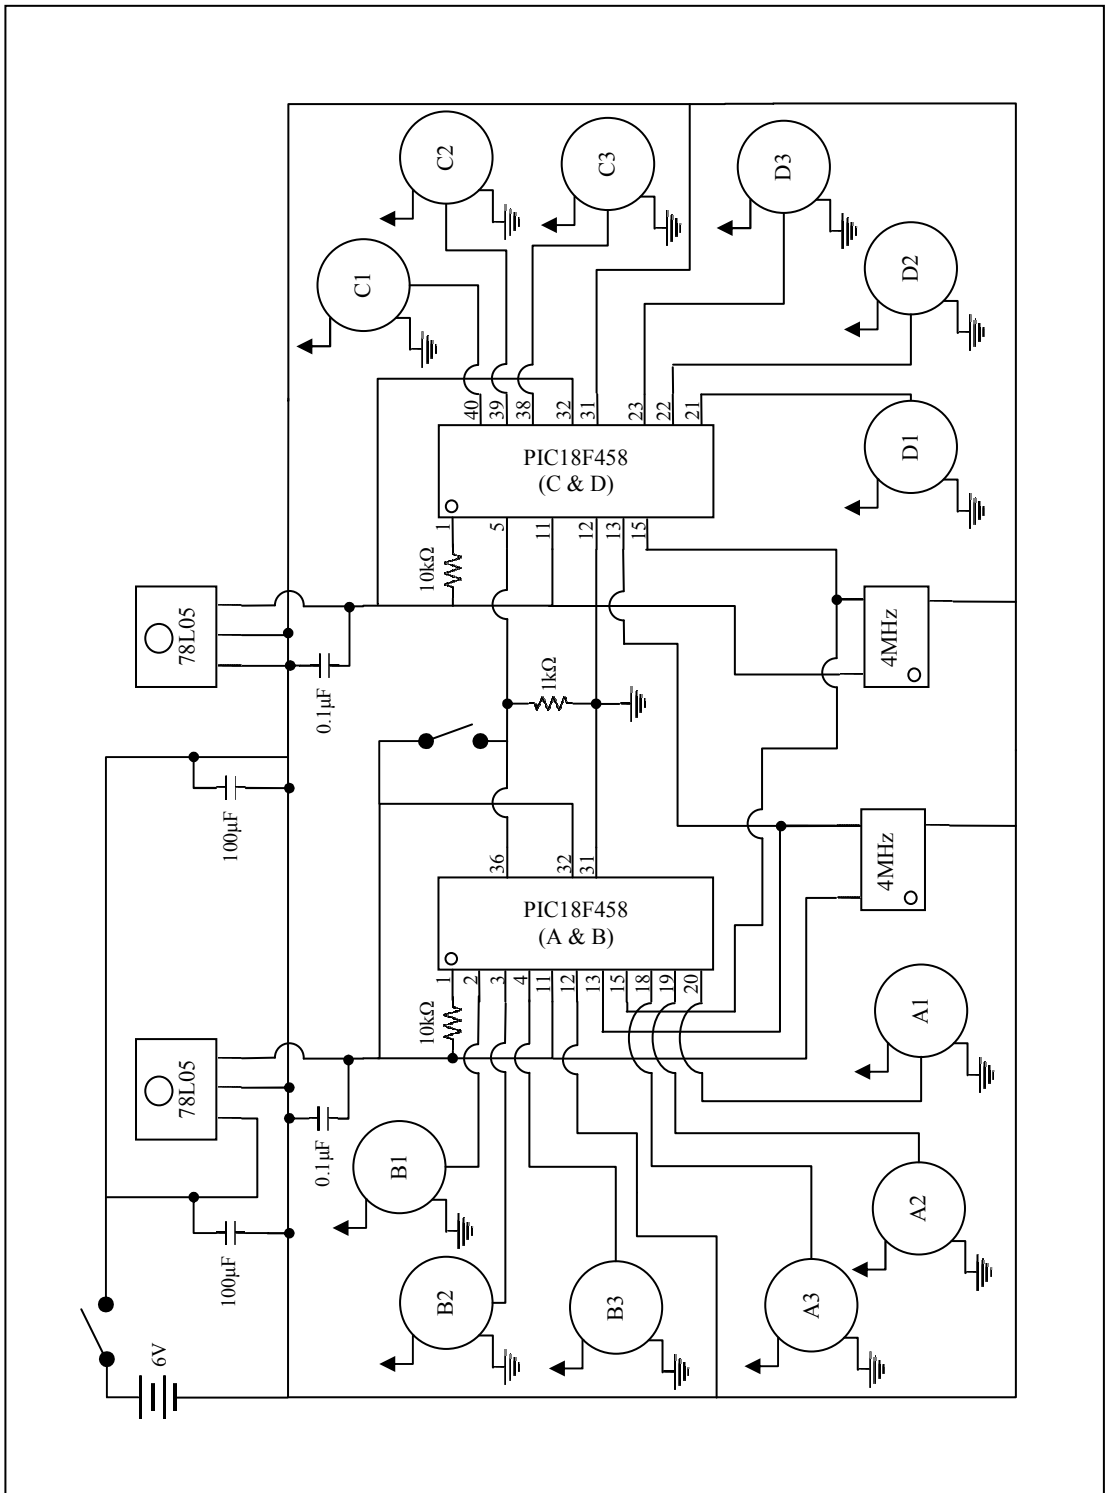 C2
C3
D3
C1
D2
D1
40
39
38
32
31
23
22
21
PIC18F458
(C & D)
1
5
11
12
13
15
10kΩ
78L05
0.1µF
4MHz
1kΩ
100µF
36
32
31
4MHz
PIC18F458
(A & B)
1
2
3
4
11
12
13
15
18
19
20
10kΩ
78L05
0.1µF
A1
B1
A2
100µF
B2
B3
A3
6V